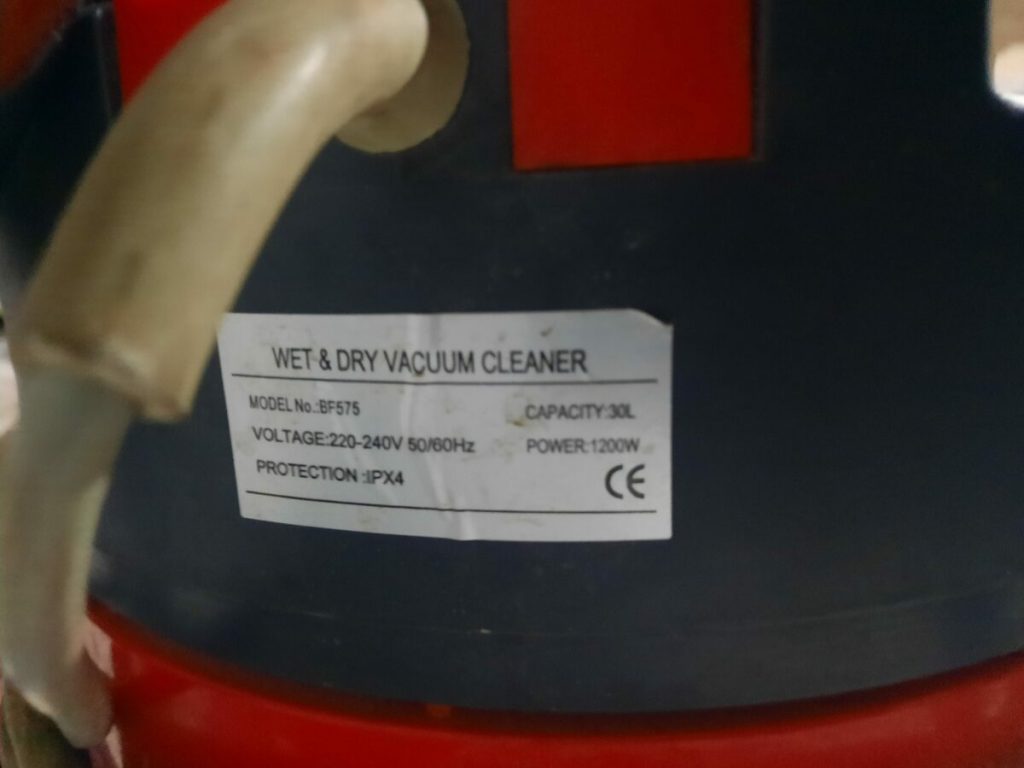 WET & DRY VACUUM CLEANER
MODEL No.:BF575 CAPACITY:30L
VOLTAGE:220-240V 50/60Hz POWER:1200W
PROTECTION :IPX4 CE